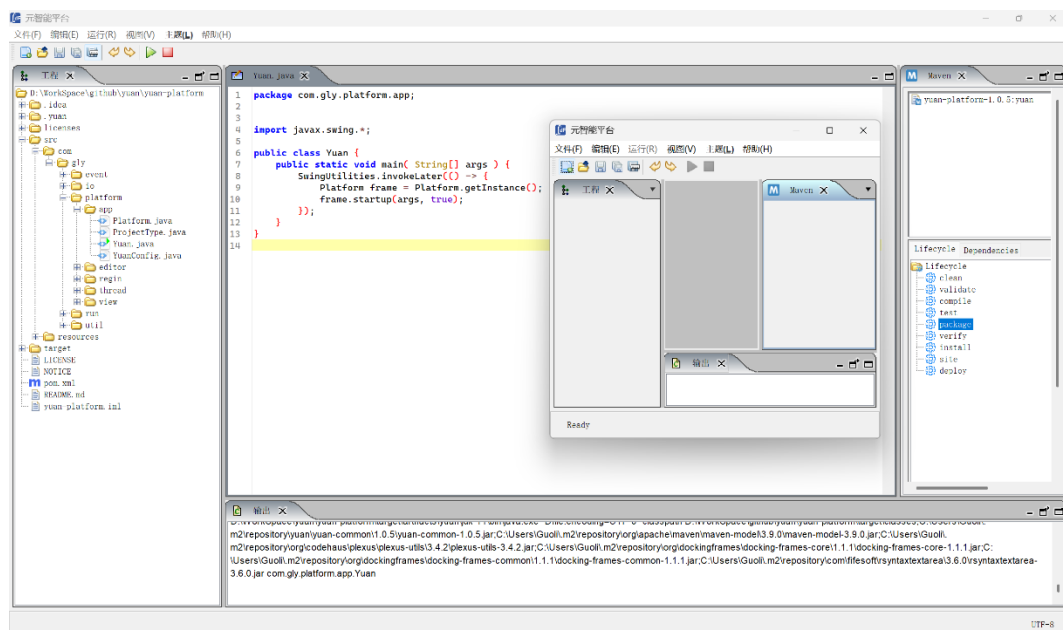 元智能平台
文件(F) 编辑(E) 运行(R) 视图(V) 主题(L) 帮助(H)
工程
D:\WorkSpace\github\yuan\yuan-platform
.idea
.yuan
licenses
src
com
gly
event
io
platform
app
Platform.java
ProjectType.java
Yuan.java
YuanConfig.java
editor
regin
thread
view
run
util
resources
target
LICENSE
NOTICE
pom.xml
README.md
yuan-platform.iml
Yuan.java
1 package com.gly.platform.app;
2
3
4 import javax.swing.*;
5
6 public class Yuan {
7 public static void main( String[] args ) {
8 SwingUtilities.invokeLater(() -> {
9 Platform frame = Platform.getInstance();
10 frame.startup(args, true);
11 });
12 }
13 }
14
元智能平台
文件(F) 编辑(E) 运行(R) 视图(V) 主题(L) 帮助(H)
工程
Maven
输出
Ready
Maven
yuan-platform-1.0.5:yuan
Lifecycle Dependencies
Lifecycle
clean
validate
compile
test
package
verify
install
site
deploy
输出
m2\repository\yuan\yuan-common\1.0.5\yuan-common-1.0.5.jar;C:\Users\Guoli\.m2\repository\org\apache\maven\maven-model\3.9.0\maven-model-3.9.0.jar;C:\Users\Guoli\.
m2\repository\org\codehaus\plexus\plexus-utils\3.4.2\plexus-utils-3.4.2.jar;C:\Users\Guoli\.m2\repository\org\dockingframes\docking-frames-core\1.1.1\docking-frames-core-1.1.1.jar;C:
\Users\Guoli\.m2\repository\org\dockingframes\docking-frames-common\1.1.1\docking-frames-common-1.1.1.jar;C:\Users\Guoli\.m2\repository\com\fifesoft\rsyntaxtextarea\3.6.0\rsyntaxtextarea-
3.6.0.jar com.gly.platform.app.Yuan
UTF-8